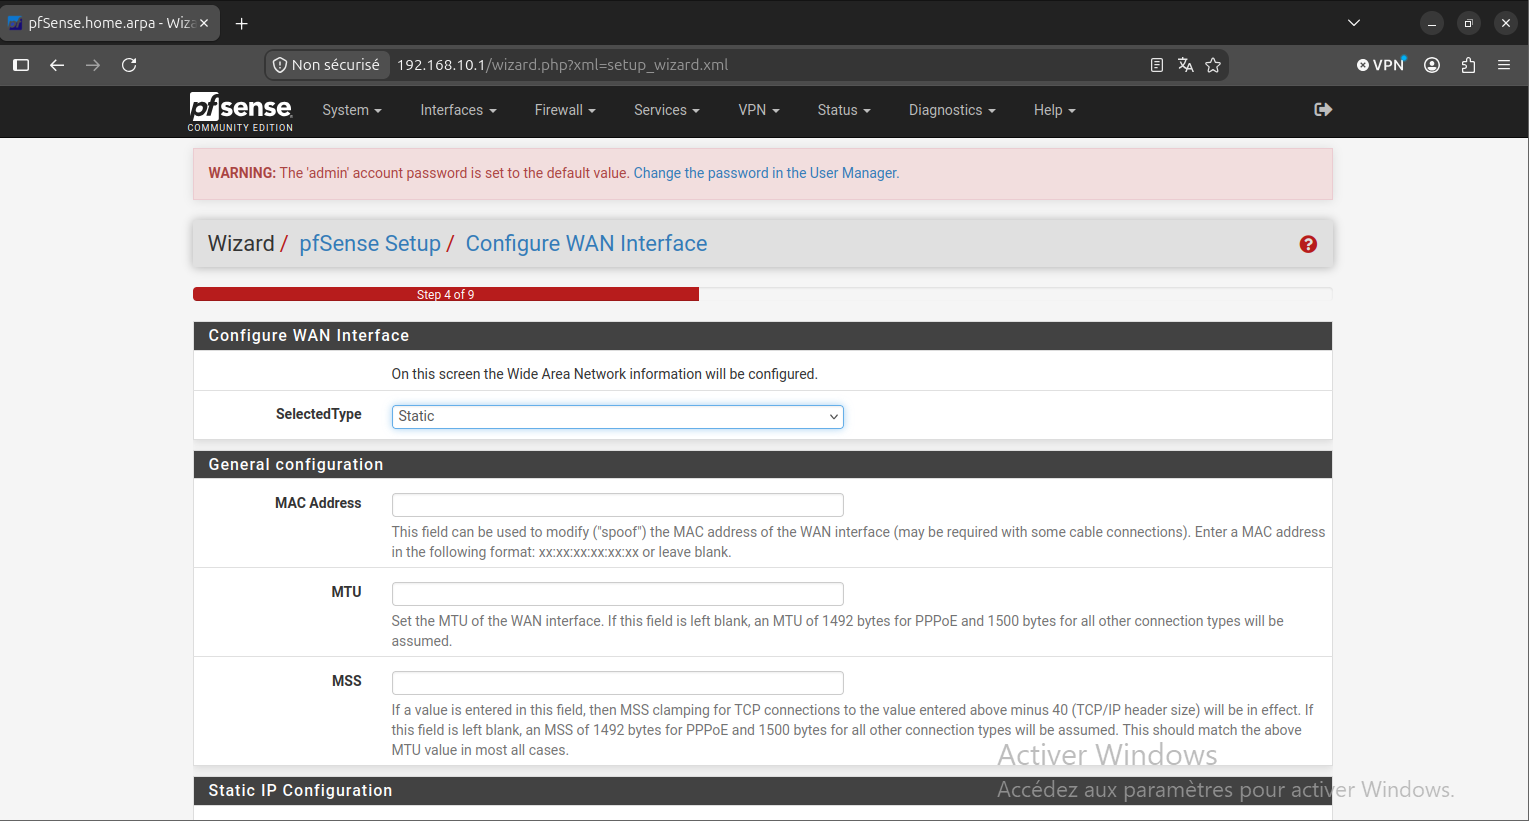 pfSense.home.arpa - Wiza
Non sécurisé 192.168.10.1/wizard.php?xml=setup_wizard.xml VPN
pfsense
COMMUNITY EDITION
System Interfaces Firewall Services VPN Status Diagnostics Help
WARNING: The 'admin' account password is set to the default value. Change the password in the User Manager.
Wizard / pfSense Setup / Configure WAN Interface
Step 4 of 9
Configure WAN Interface
On this screen the Wide Area Network information will be configured.
SelectedType Static
General configuration
MAC Address
This field can be used to modify ("spoof") the MAC address of the WAN interface (may be required with some cable connections). Enter a MAC address
in the following format: xx:xx:xx:xx:xx:xx or leave blank.
MTU
Set the MTU of the WAN interface. If this field is left blank, an MTU of 1492 bytes for PPPoE and 1500 bytes for all other connection types will be
assumed.
MSS
If a value is entered in this field, then MSS clamping for TCP connections to the value entered above minus 40 (TCP/IP header size) will be in effect. If
this field is left blank, an MSS of 1492 bytes for PPPoE and 1500 bytes for all other connection types will be assumed. This should match the above
MTU value in most all cases.
Activer Windows
Accédez aux paramètres pour activer Windows.
Static IP Configuration